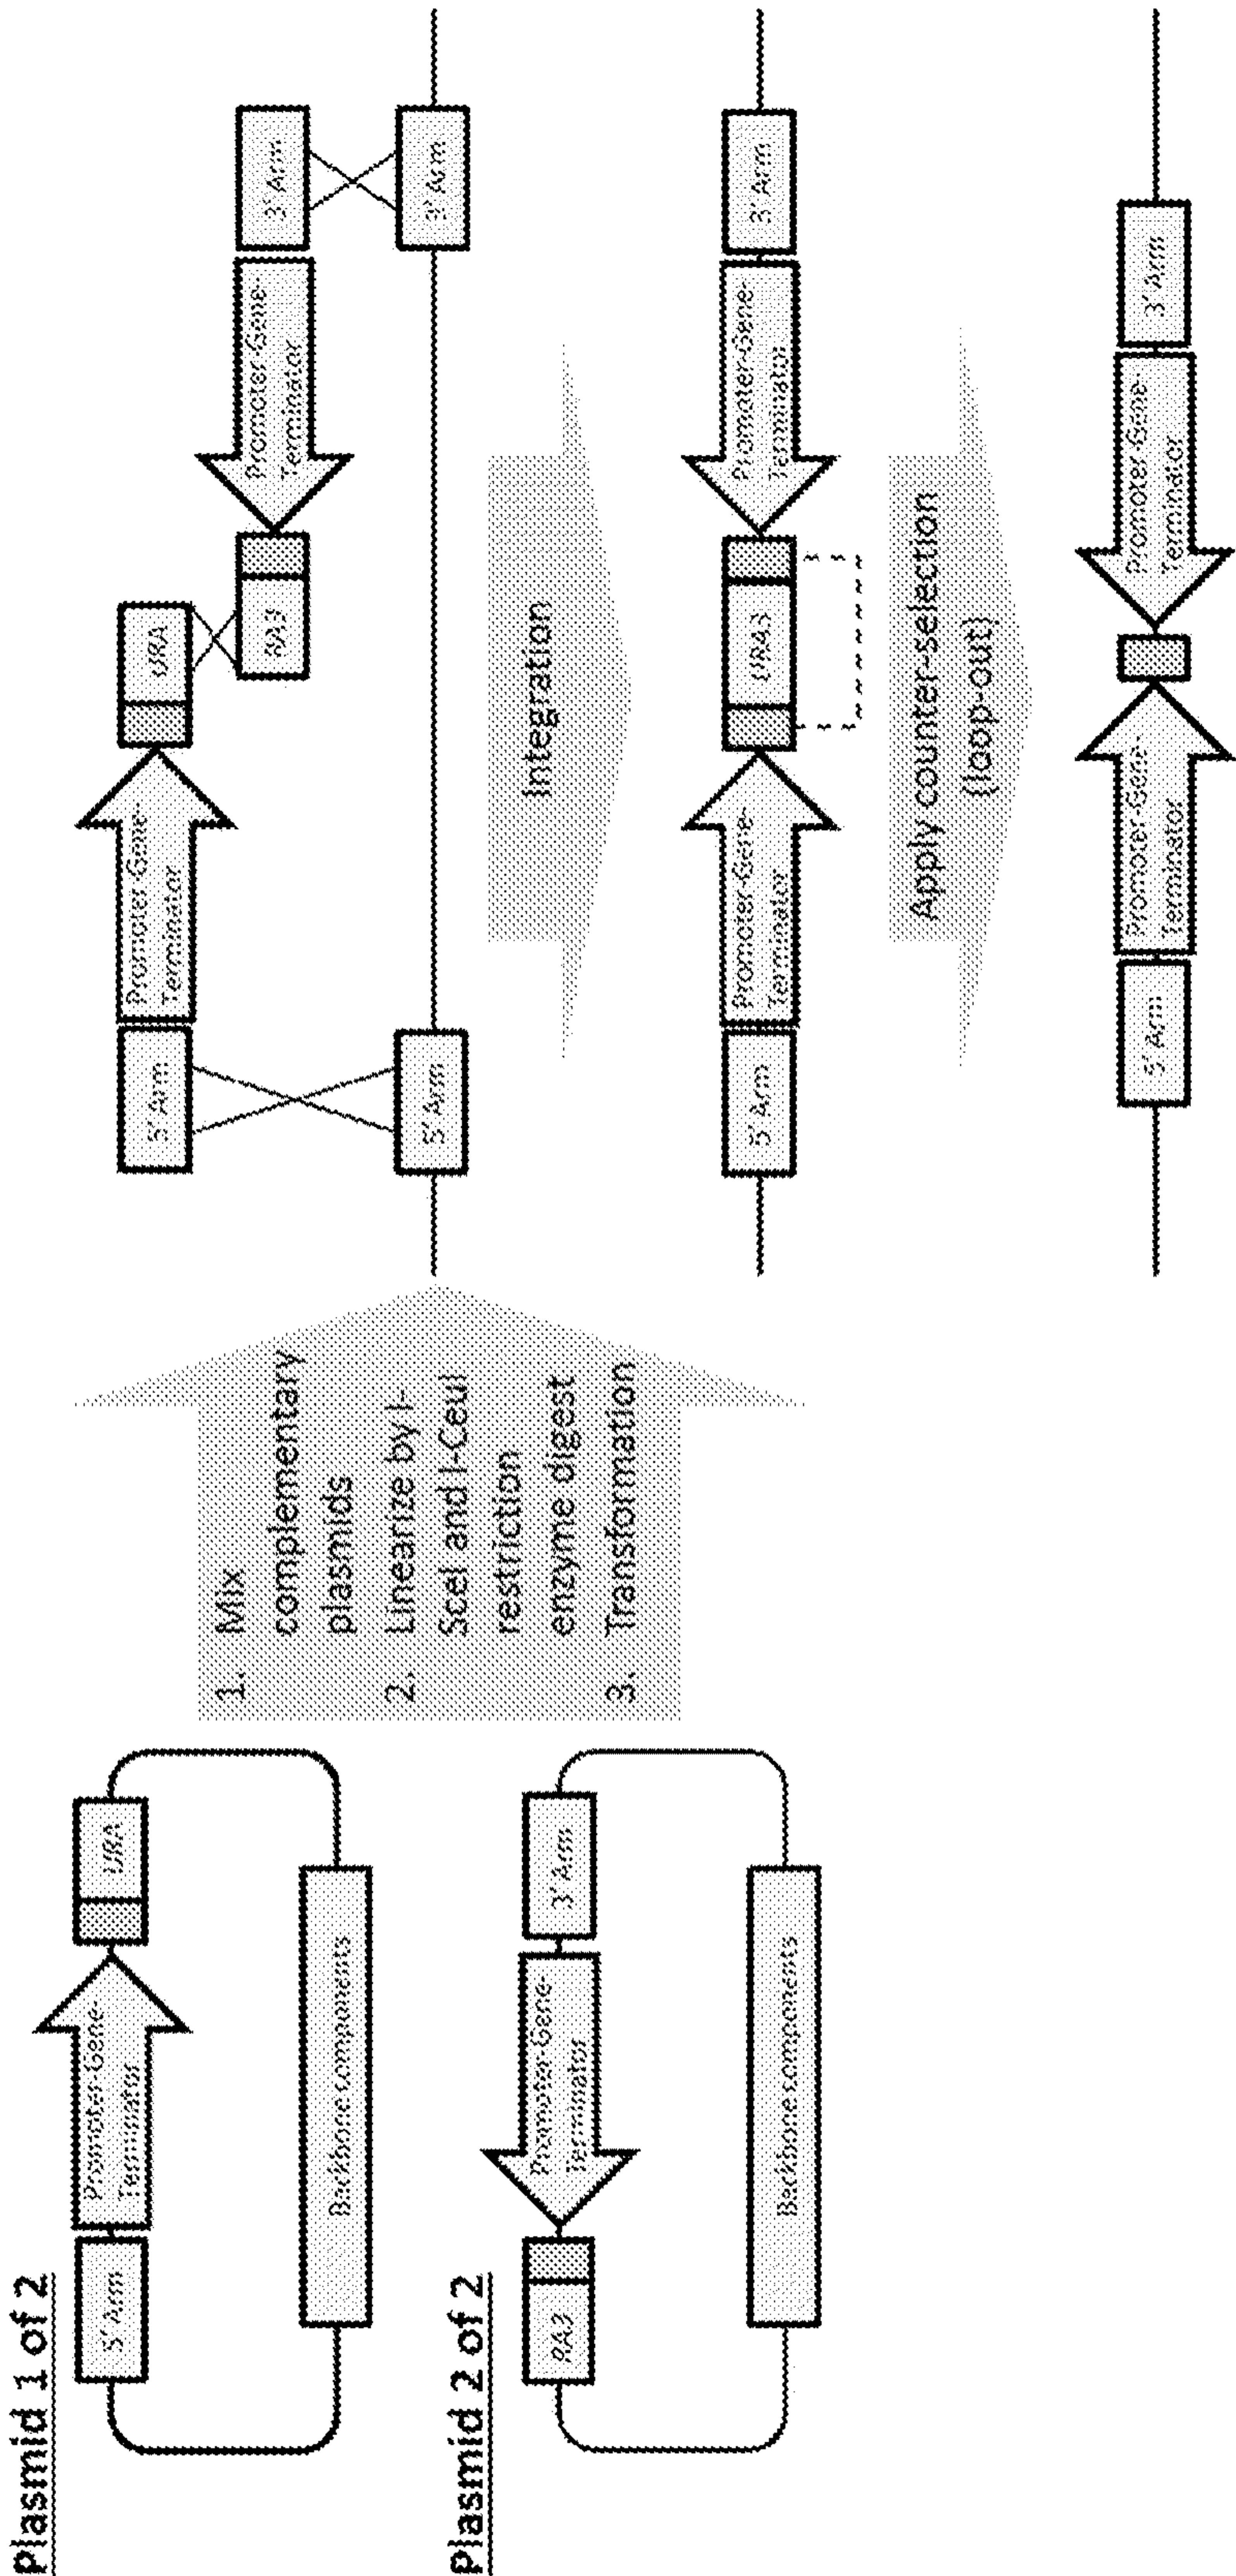 Plasmid 1 of 2
5' Arm
Promoter-Gene-
Terminator
URA
Backbone components
Plasmid 2 of 2
RA3
Promoter-Gene-
Terminator
3' Arm
Backbone components
1. Mix
complementary
plasmids
2. Linearize by I-
SceI and I-CeuI
restriction
enzyme digest
3. Transformation
5' Arm
Promoter-Gene-
Terminator
URA
RA3
Promoter-Gene-
Terminator
3' Arm
5' Arm
3' Arm
Integration
5' Arm
Promoter-Gene-
Terminator
URA3
Promoter-Gene-
Terminator
3' Arm
Apply counter-selection
(loop-out)
5' Arm
Promoter-Gene-
Terminator
Promoter-Gene-
Terminator
3' Arm